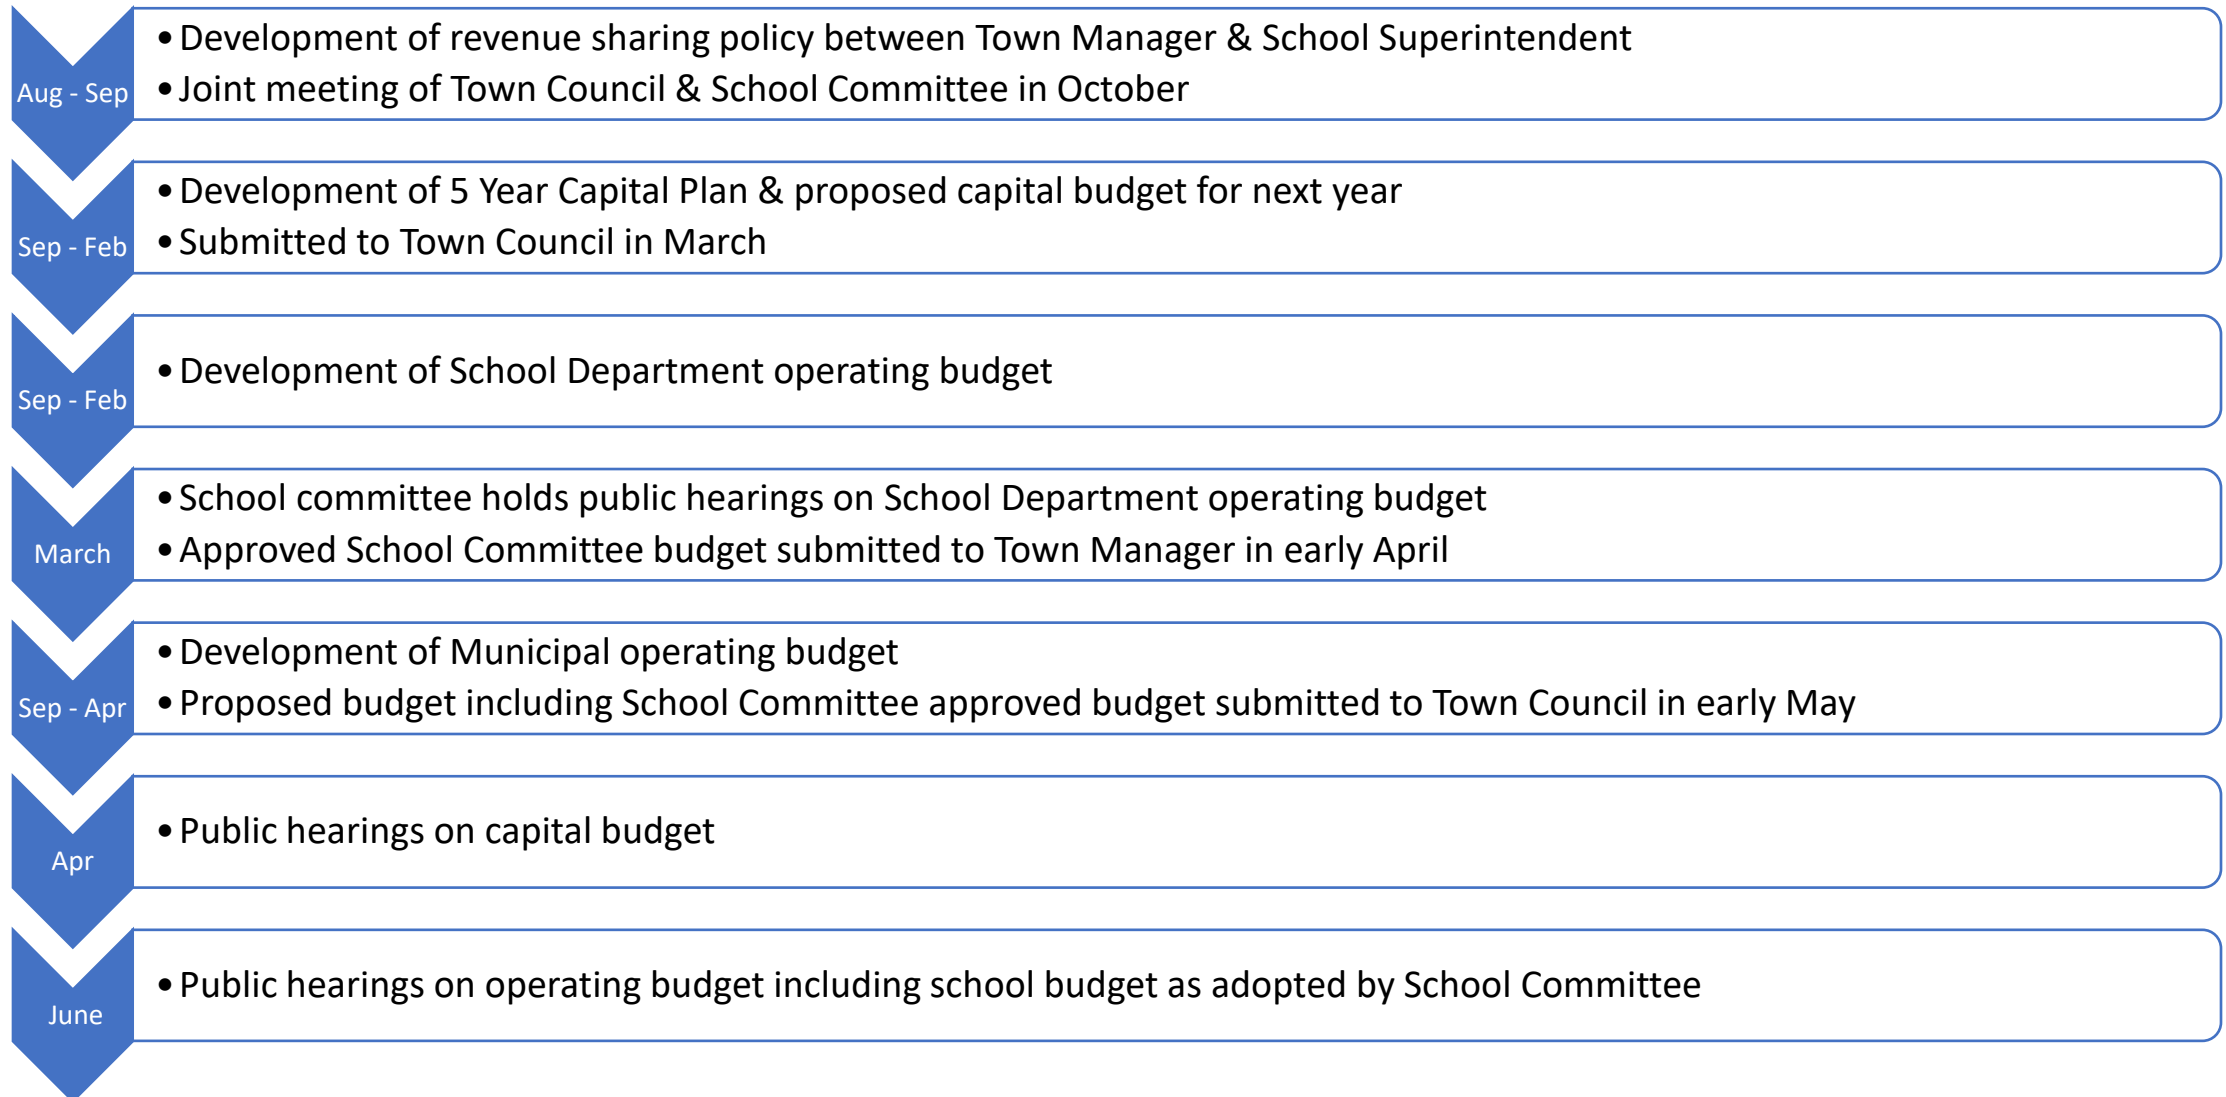 Aug - Sep
•Development of revenue sharing policy between Town Manager & School Superintendent
•Joint meeting of Town Council & School Committee in October
Sep - Feb
•Development of 5 Year Capital Plan & proposed capital budget for next year
•Submitted to Town Council in March
Sep - Feb
•Development of School Department operating budget
March
•School committee holds public hearings on School Department operating budget
•Approved School Committee budget submitted to Town Manager in early April
Sep - Apr
•Development of Municipal operating budget
•Proposed budget including School Committee approved budget submitted to Town Council in early May
Apr
•Public hearings on capital budget
June
•Public hearings on operating budget including school budget as adopted by School Committee